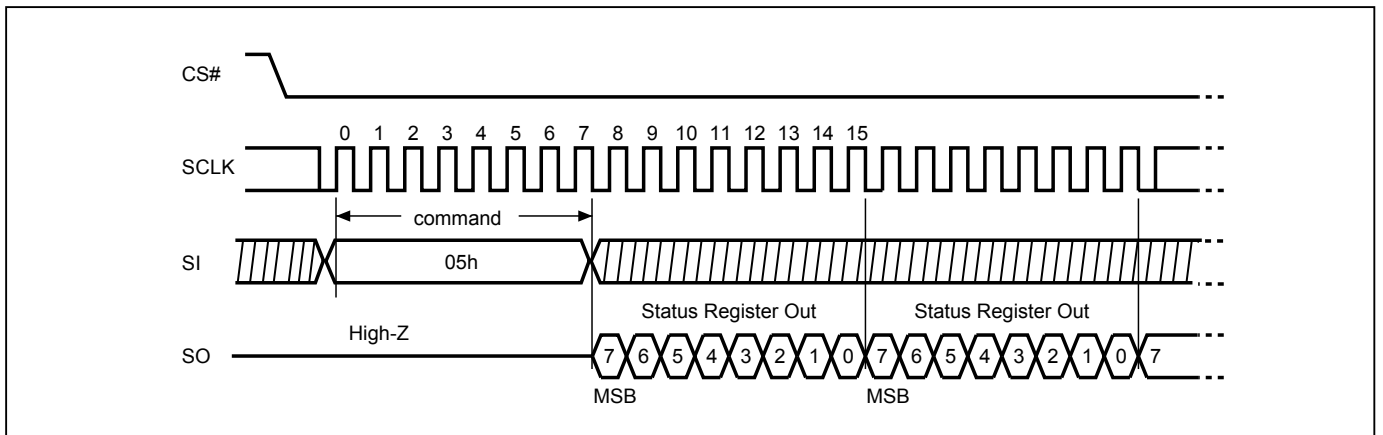 CS#
0 1 2 3 4 5 6 7 8 9 10 11 12 13 14 15
SCLK
command
SI
05h
Status Register Out Status Register Out
High-Z
SO
7 6 5 4 3 2 1 0 7 6 5 4 3 2 1 0 7
MSB MSB